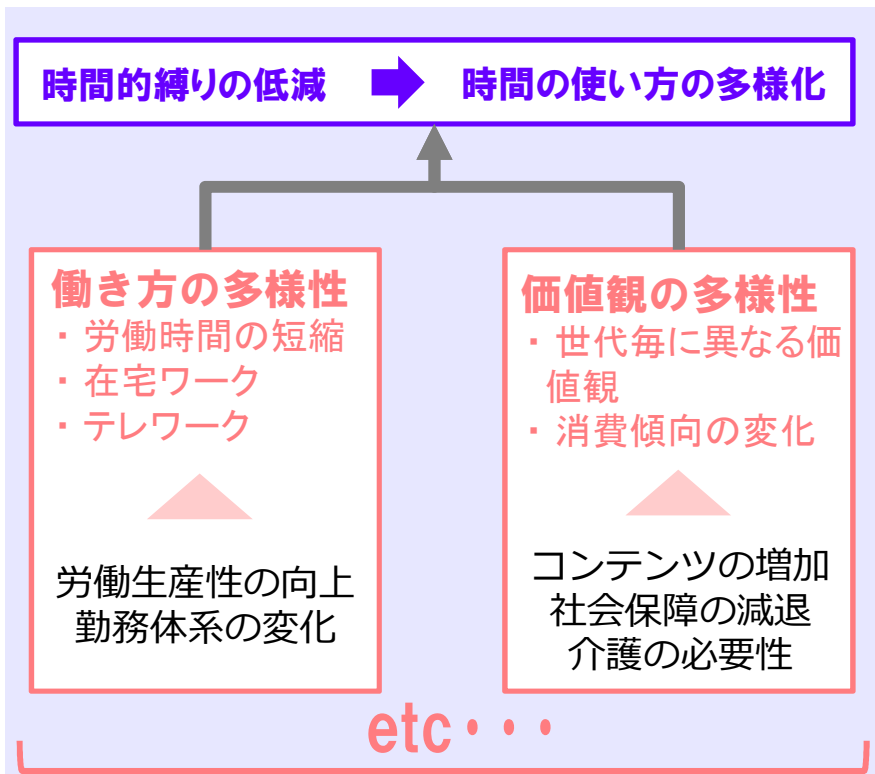 時間的縛りの低減 時間の使い方の多様化
働き方の多様性
・労働時間の短縮
・在宅ワーク
・テレワーク
労働生産性の向上
勤務体系の変化
価値観の多様性
・世代毎に異なる価
値観
・消費傾向の変化
コンテンツの増加
社会保障の減退
介護の必要性
etc・・・